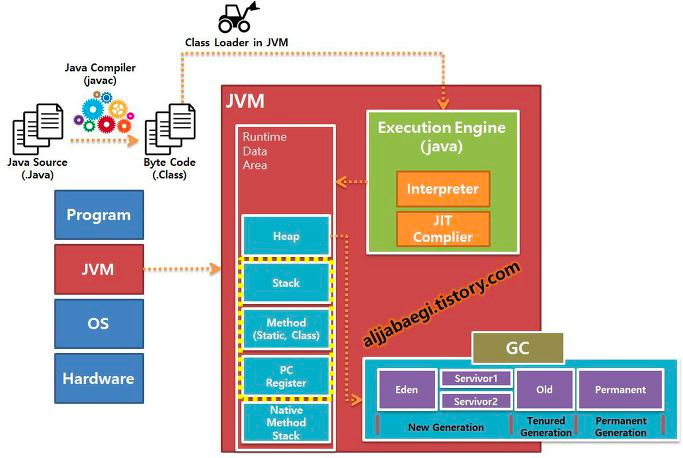 Class Loader in JVM
Java Compiler
(javac)
Java Source
(.Java)
Byte Code
(.Class)
Program
JVM
OS
Hardware
JVM
Runtime
Data
Area
Heap
Stack
Method
(Static, Class)
PC
Register
Native
Method
Stack
Execution Engine
(java)
Interpreter
JIT
Complier
aljjabaegi.tistory.com
GC
Eden
Servivor1
Servivor2
Old
Permanent
New Generation
Tenured
Generation
Permanent
Generation